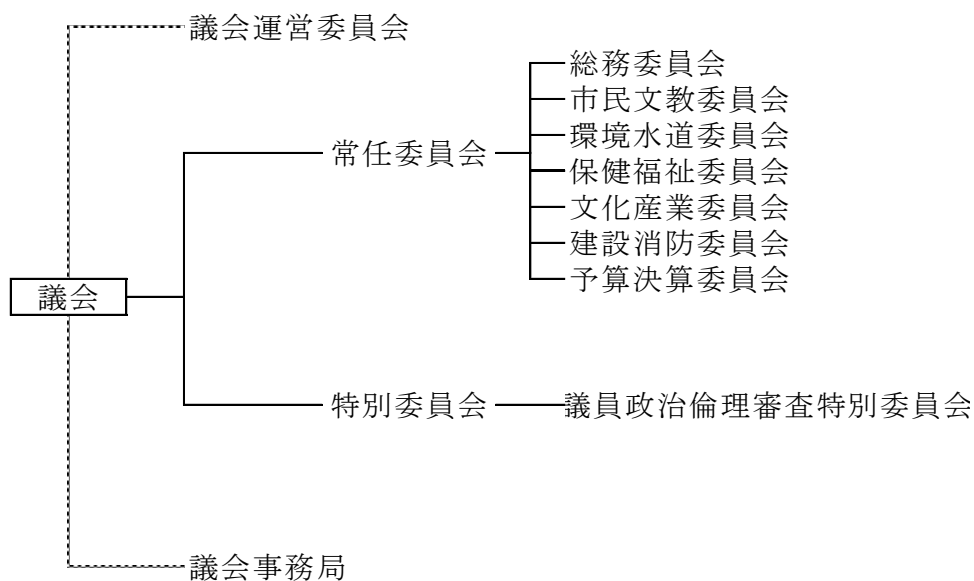 議会運営委員会
総務委員会
市民文教委員会
環境水道委員会
常任委員会
保健福祉委員会
文化産業委員会
建設消防委員会
予算決算委員会
議会
特別委員会
議員政治倫理審査特別委員会
議会事務局